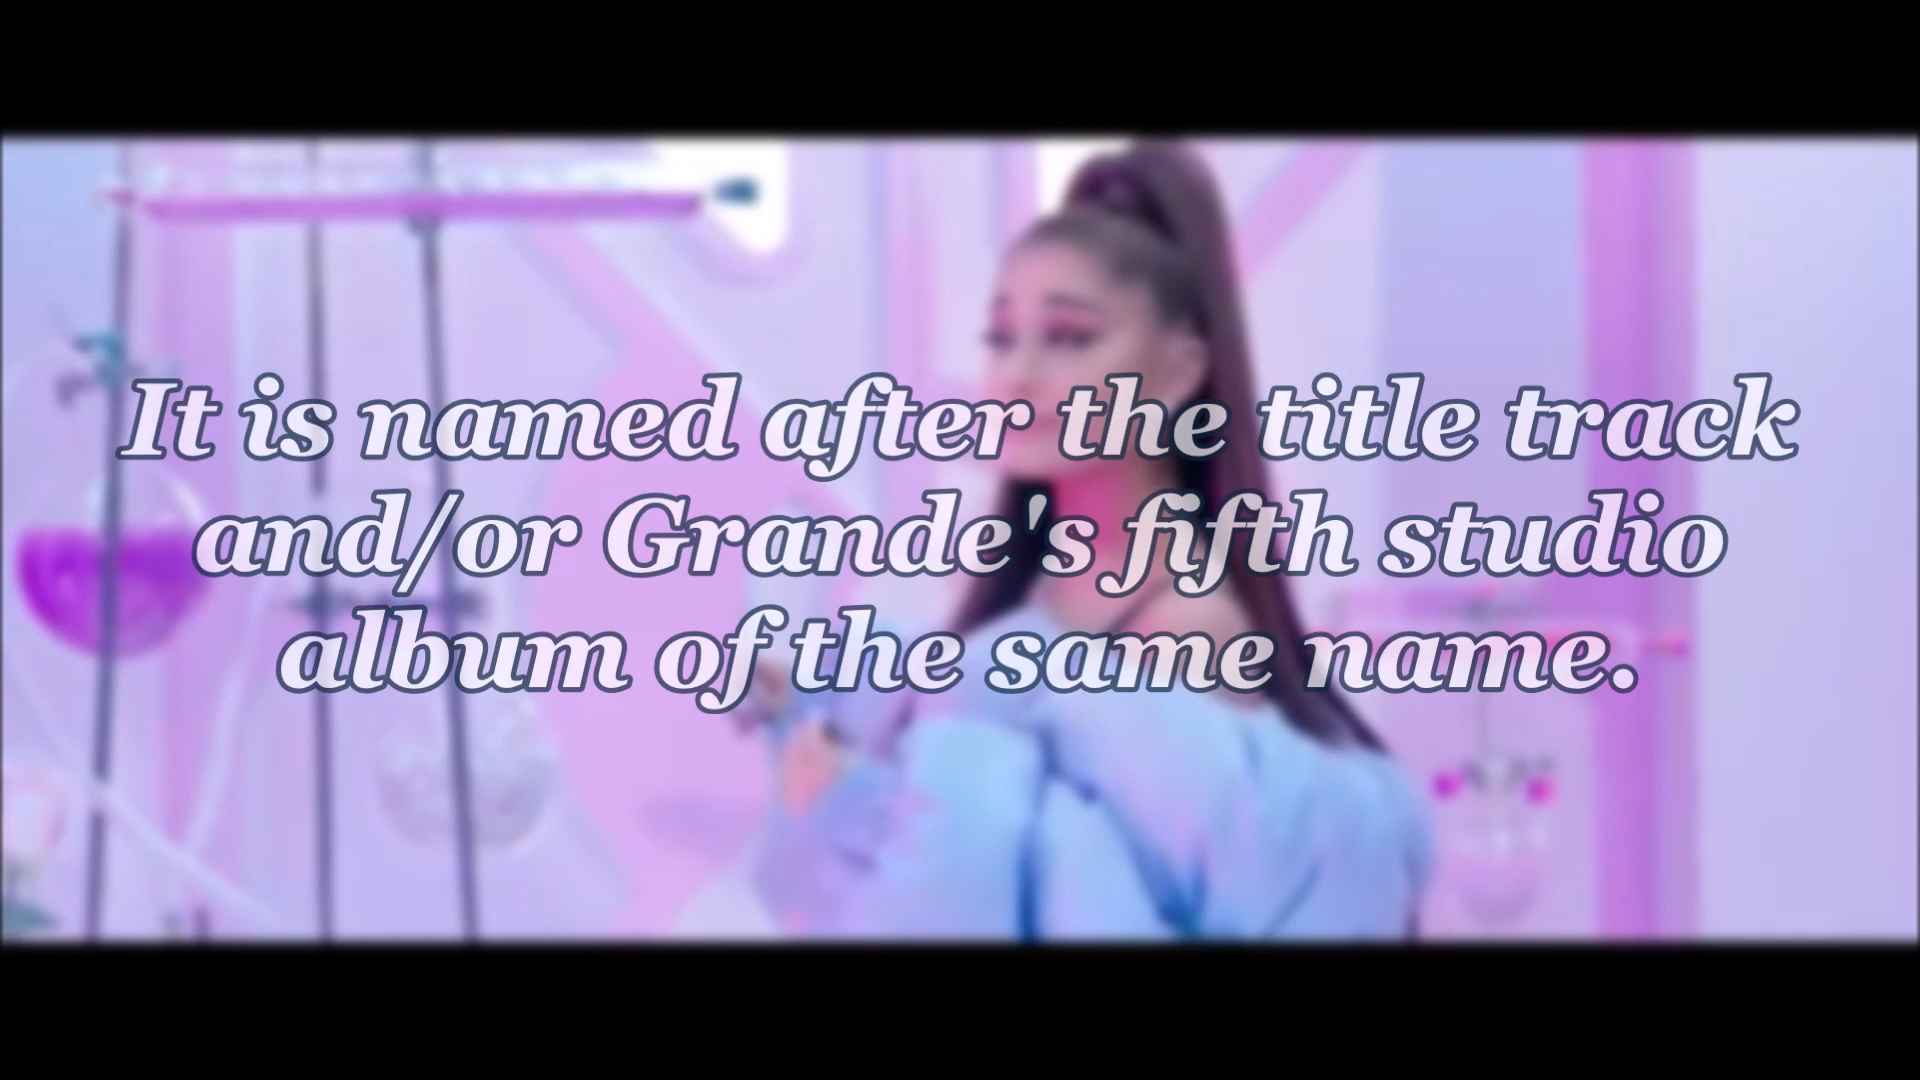 It is named after the title track
and/or Grande's fifth studio
album of the same name.